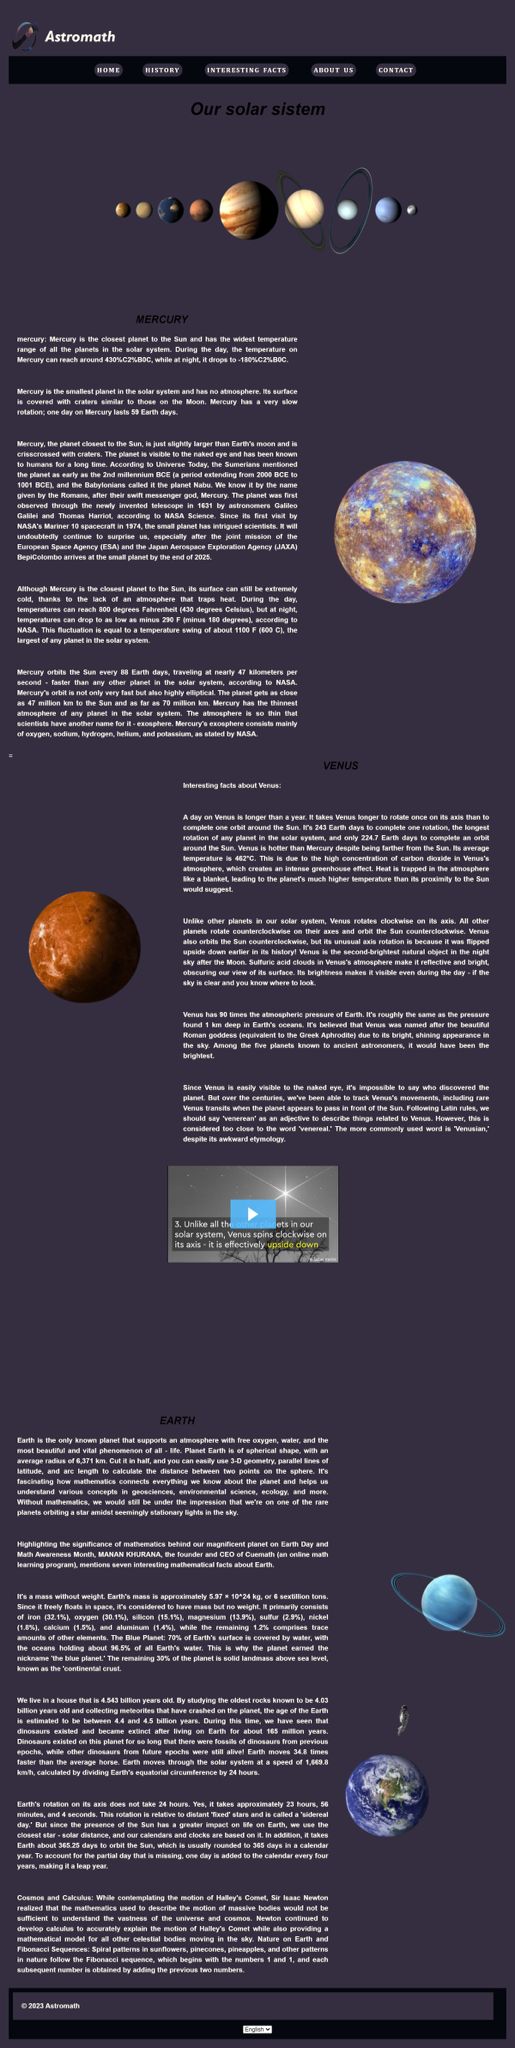 Astromath
HOME HISTORY INTERESTING FACTS ABOUT US CONTACT
Our solar sistem
MERCURY
mercury: Mercury is the closest planet to the Sun and has the widest temperature
range of all the planets in the solar system. During the day, the temperature on
Mercury can reach around 430%C2%B0C, while at night, it drops to -180%C2%B0C.
Mercury is the smallest planet in the solar system and has no atmosphere. Its surface
is covered with craters similar to those on the Moon. Mercury has a very slow
rotation; one day on Mercury lasts 59 Earth days.
Mercury, the planet closest to the Sun, is just slightly larger than Earth's moon and is
crisscrossed with craters. The planet is visible to the naked eye and has been known
to humans for a long time. According to Universe Today, the Sumerians mentioned the
planet as early as the 2nd millennium BCE (a period extending from 2000 BCE to
1001 BCE), and the Babylonians called it the planet Nabu. We know it by the name
given by the Romans, after their swift messenger god, Mercury. The planet was first
observed through the newly invented telescope in 1631 by astronomers Galileo
Galilei and Thomas Harriot, according to NASA Science. Since its first visit by
NASA's Mariner 10 spacecraft in 1974, the small planet has intrigued scientists. It will
undoubtedly continue to surprise us, especially after the joint mission of the
European Space Agency (ESA) and the Japan Aerospace Exploration Agency (JAXA)
BepiColombo arrives at the small planet by the end of 2025.
Although Mercury is the closest planet to the Sun, its surface can still be extremely
cold, thanks to the lack of an atmosphere that traps heat. During the day,
temperatures can reach 800 degrees Fahrenheit (430 degrees Celsius), but at night,
temperatures can drop to as low as minus 290 F (minus 180 degrees), according to
NASA. This fluctuation is equal to a temperature swing of about 1100 F (600 C), the
largest of any planet in the solar system.
Mercury orbits the Sun every 88 Earth days, traveling at nearly 47 kilometers per
second - faster than any other planet in the solar system, according to NASA.
Mercury's orbit is not only very fast but also highly elliptical. The planet gets as close
as 47 million km to the Sun and as far as 70 million km. Mercury has the thinnest
atmosphere of any planet in the solar system. The atmosphere is so thin that
scientists have another name for it - exosphere. Mercury's exosphere consists mainly
of oxygen, sodium, hydrogen, helium, and potassium, as stated by NASA.
=
VENUS
Interesting facts about Venus:
A day on Venus is longer than a year. It takes Venus longer to rotate once on its axis than to
complete one orbit around the Sun. It's 243 Earth days to complete one rotation, the longest
rotation of any planet in the solar system, and only 224.7 Earth days to complete an orbit
around the Sun. Venus is hotter than Mercury despite being farther from the Sun. Its average
temperature is 462°C. This is due to the high concentration of carbon dioxide in Venus's
atmosphere, which creates an intense greenhouse effect. Heat is trapped in the atmosphere
like a blanket, leading to the planet's much higher temperature than its proximity to the Sun
would suggest.
Unlike other planets in our solar system, Venus rotates clockwise on its axis. All other
planets rotate counterclockwise on their axes and orbit the Sun counterclockwise. Venus
also orbits the Sun counterclockwise, but its unusual axis rotation is because it was flipped
upside down earlier in its history! Venus is the second-brightest natural object in the night
sky after the Moon. Sulfuric acid clouds in Venus's atmosphere make it reflective and bright,
obscuring our view of its surface. Its brightness makes it visible even during the day - if the
sky is clear and you know where to look.
Venus has 90 times the atmospheric pressure of Earth. It's roughly the same as the pressure
found 1 km deep in Earth's oceans. It's believed that Venus was named after the beautiful
Roman goddess (equivalent to the Greek Aphrodite) due to its bright, shining appearance in
the sky. Among the five planets known to ancient astronomers, it would have been the
brightest.
Since Venus is easily visible to the naked eye, it's impossible to say who discovered the
planet. But over the centuries, we've been able to track Venus's movements, including rare
Venus transits when the planet appears to pass in front of the Sun. Following Latin rules, we
should say 'venerean' as an adjective to describe things related to Venus. However, this is
considered too close to the word 'venereal.' The more commonly used word is 'Venusian,'
despite its awkward etymology.
3. Unlike all the other planets in our
solar system, Venus spins clockwise on
its axis - it is effectively upside down
EARTH
Earth is the only known planet that supports an atmosphere with free oxygen, water, and the
most beautiful and vital phenomenon of all - life. Planet Earth is of spherical shape, with an
average radius of 6,371 km. Cut it in half, and you can easily use 3-D geometry, parallel lines of
latitude, and arc length to calculate the distance between two points on the sphere. It's
fascinating how mathematics connects everything we know about the planet and helps us
understand various concepts in geosciences, environmental science, ecology, and more.
Without mathematics, we would still be under the impression that we're on one of the rare
planets orbiting a star amidst seemingly stationary lights in the sky.
Highlighting the significance of mathematics behind our magnificent planet on Earth Day and
Math Awareness Month, MANAN KHURANA, the founder and CEO of Cuemath (an online math
learning program), mentions seven interesting mathematical facts about Earth.
It's a mass without weight. Earth's mass is approximately 5.97 × 10^24 kg, or 6 sextillion tons.
Since it freely floats in space, it's considered to have mass but no weight. It primarily consists
of iron (32.1%), oxygen (30.1%), silicon (15.1%), magnesium (13.9%), sulfur (2.9%), nickel
(1.8%), calcium (1.5%), and aluminum (1.4%), while the remaining 1.2% comprises trace
amounts of other elements. The Blue Planet: 70% of Earth's surface is covered by water, with
the oceans holding about 96.5% of all Earth's water. This is why the planet earned the
nickname 'the blue planet.' The remaining 30% of the planet is solid landmass above sea level,
known as the 'continental crust.
We live in a house that is 4.543 billion years old. By studying the oldest rocks known to be 4.03
billion years old and collecting meteorites that have crashed on the planet, the age of the Earth
is estimated to be between 4.4 and 4.5 billion years. During this time, we have seen that
dinosaurs existed and became extinct after living on Earth for about 165 million years.
Dinosaurs existed on this planet for so long that there were fossils of dinosaurs from previous
epochs, while other dinosaurs from future epochs were still alive! Earth moves 34.8 times
faster than the average horse. Earth moves through the solar system at a speed of 1,669.8
km/h, calculated by dividing Earth's equatorial circumference by 24 hours.
Earth's rotation on its axis does not take 24 hours. Yes, it takes approximately 23 hours, 56
minutes, and 4 seconds. This rotation is relative to distant 'fixed' stars and is called a 'sidereal
day.' But since the presence of the Sun has a greater impact on life on Earth, we use the
closest star - solar distance, and our calendars and clocks are based on it. In addition, it takes
Earth about 365.25 days to orbit the Sun, which is usually rounded to 365 days in a calendar
year. To account for the partial day that is missing, one day is added to the calendar every four
years, making it a leap year.
Cosmos and Calculus: While contemplating the motion of Halley's Comet, Sir Isaac Newton
realized that the mathematics used to describe the motion of massive bodies would not be
sufficient to understand the vastness of the universe and cosmos. Newton continued to
develop calculus to accurately explain the motion of Halley's Comet while also providing a
mathematical model for all other celestial bodies moving in the sky. Nature on Earth and
Fibonacci Sequences: Spiral patterns in sunflowers, pinecones, pineapples, and other patterns
in nature follow the Fibonacci sequence, which begins with the numbers 1 and 1, and each
subsequent number is obtained by adding the previous two numbers.
© 2023 Astromath
English